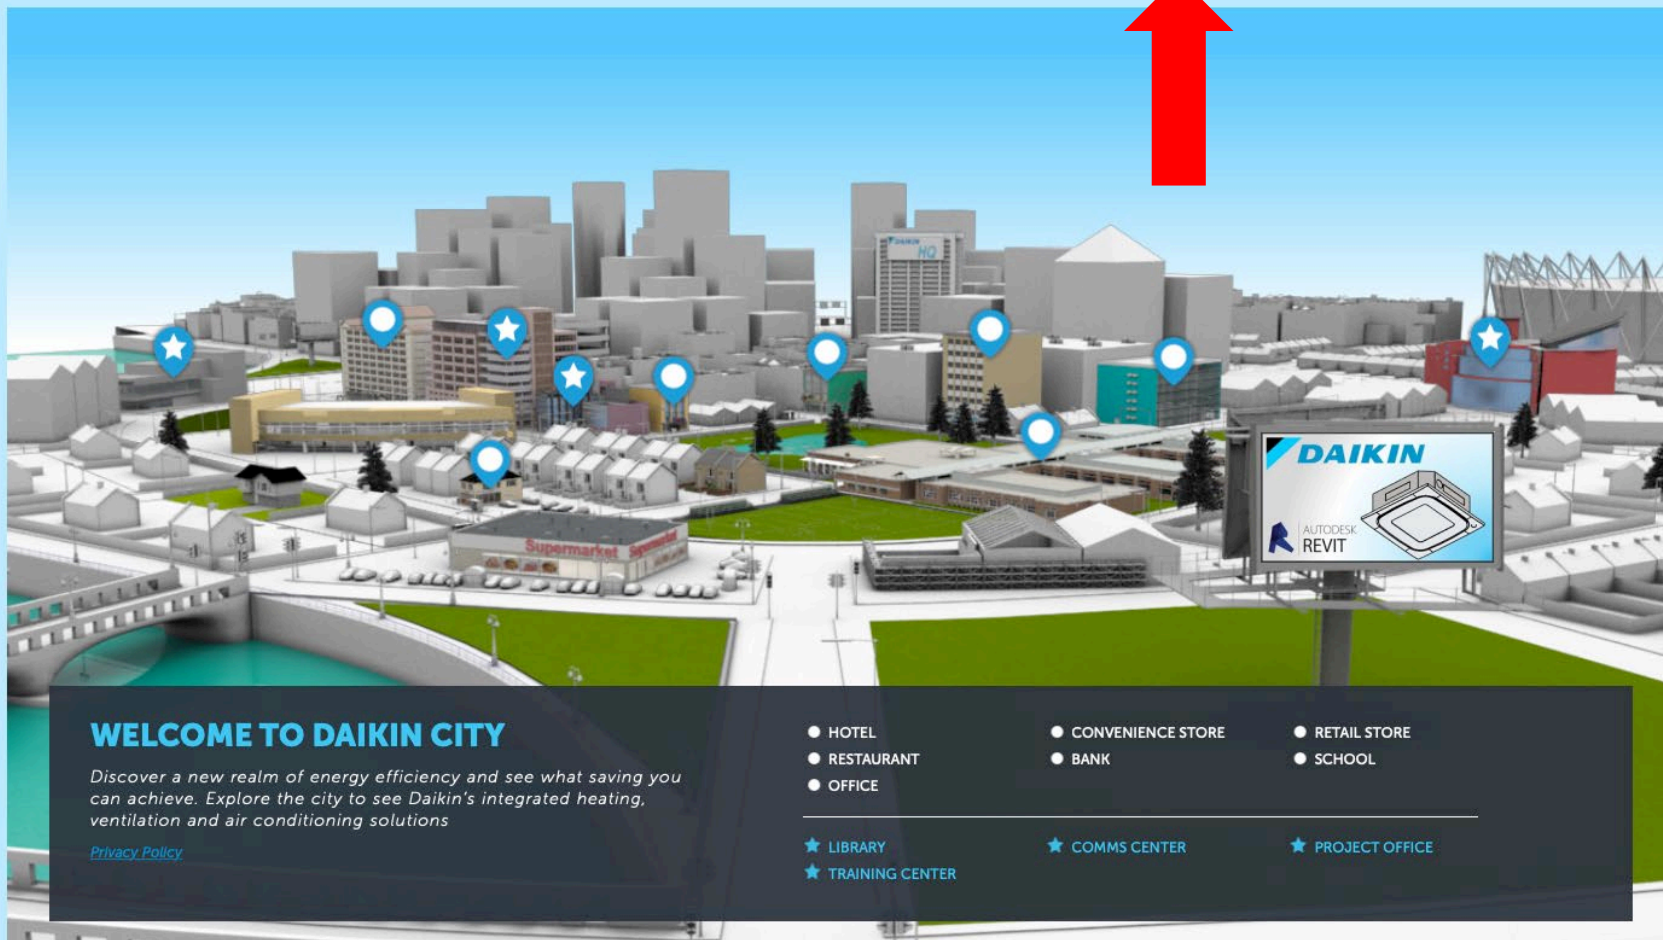 DAIKIN
HQ
DAIKIN
AUTODESK
REVIT
Supermarket Supermarket
WELCOME TO DAIKIN CITY
Discover a new realm of energy efficiency and see what saving you
can achieve. Explore the city to see Daikin's integrated heating,
ventilation and air conditioning solutions
Privacy Policy
HOTEL
RESTAURANT
OFFICE
CONVENIENCE STORE
BANK
RETAIL STORE
SCHOOL
LIBRARY
TRAINING CENTER
COMMS CENTER
PROJECT OFFICE